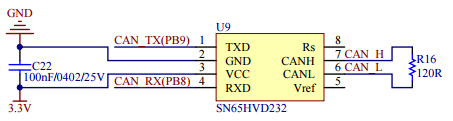 GND
U9
CAN_TX(PB9) 1 TXD Rs 8
2 GND CANH 7 CAN_H
C22 R16
100nF/0402/25V 3 VCC CANL 6 CAN_L 120R
CAN_RX(PB8) 4 RXD Vref 5
3.3V SN65HVD232